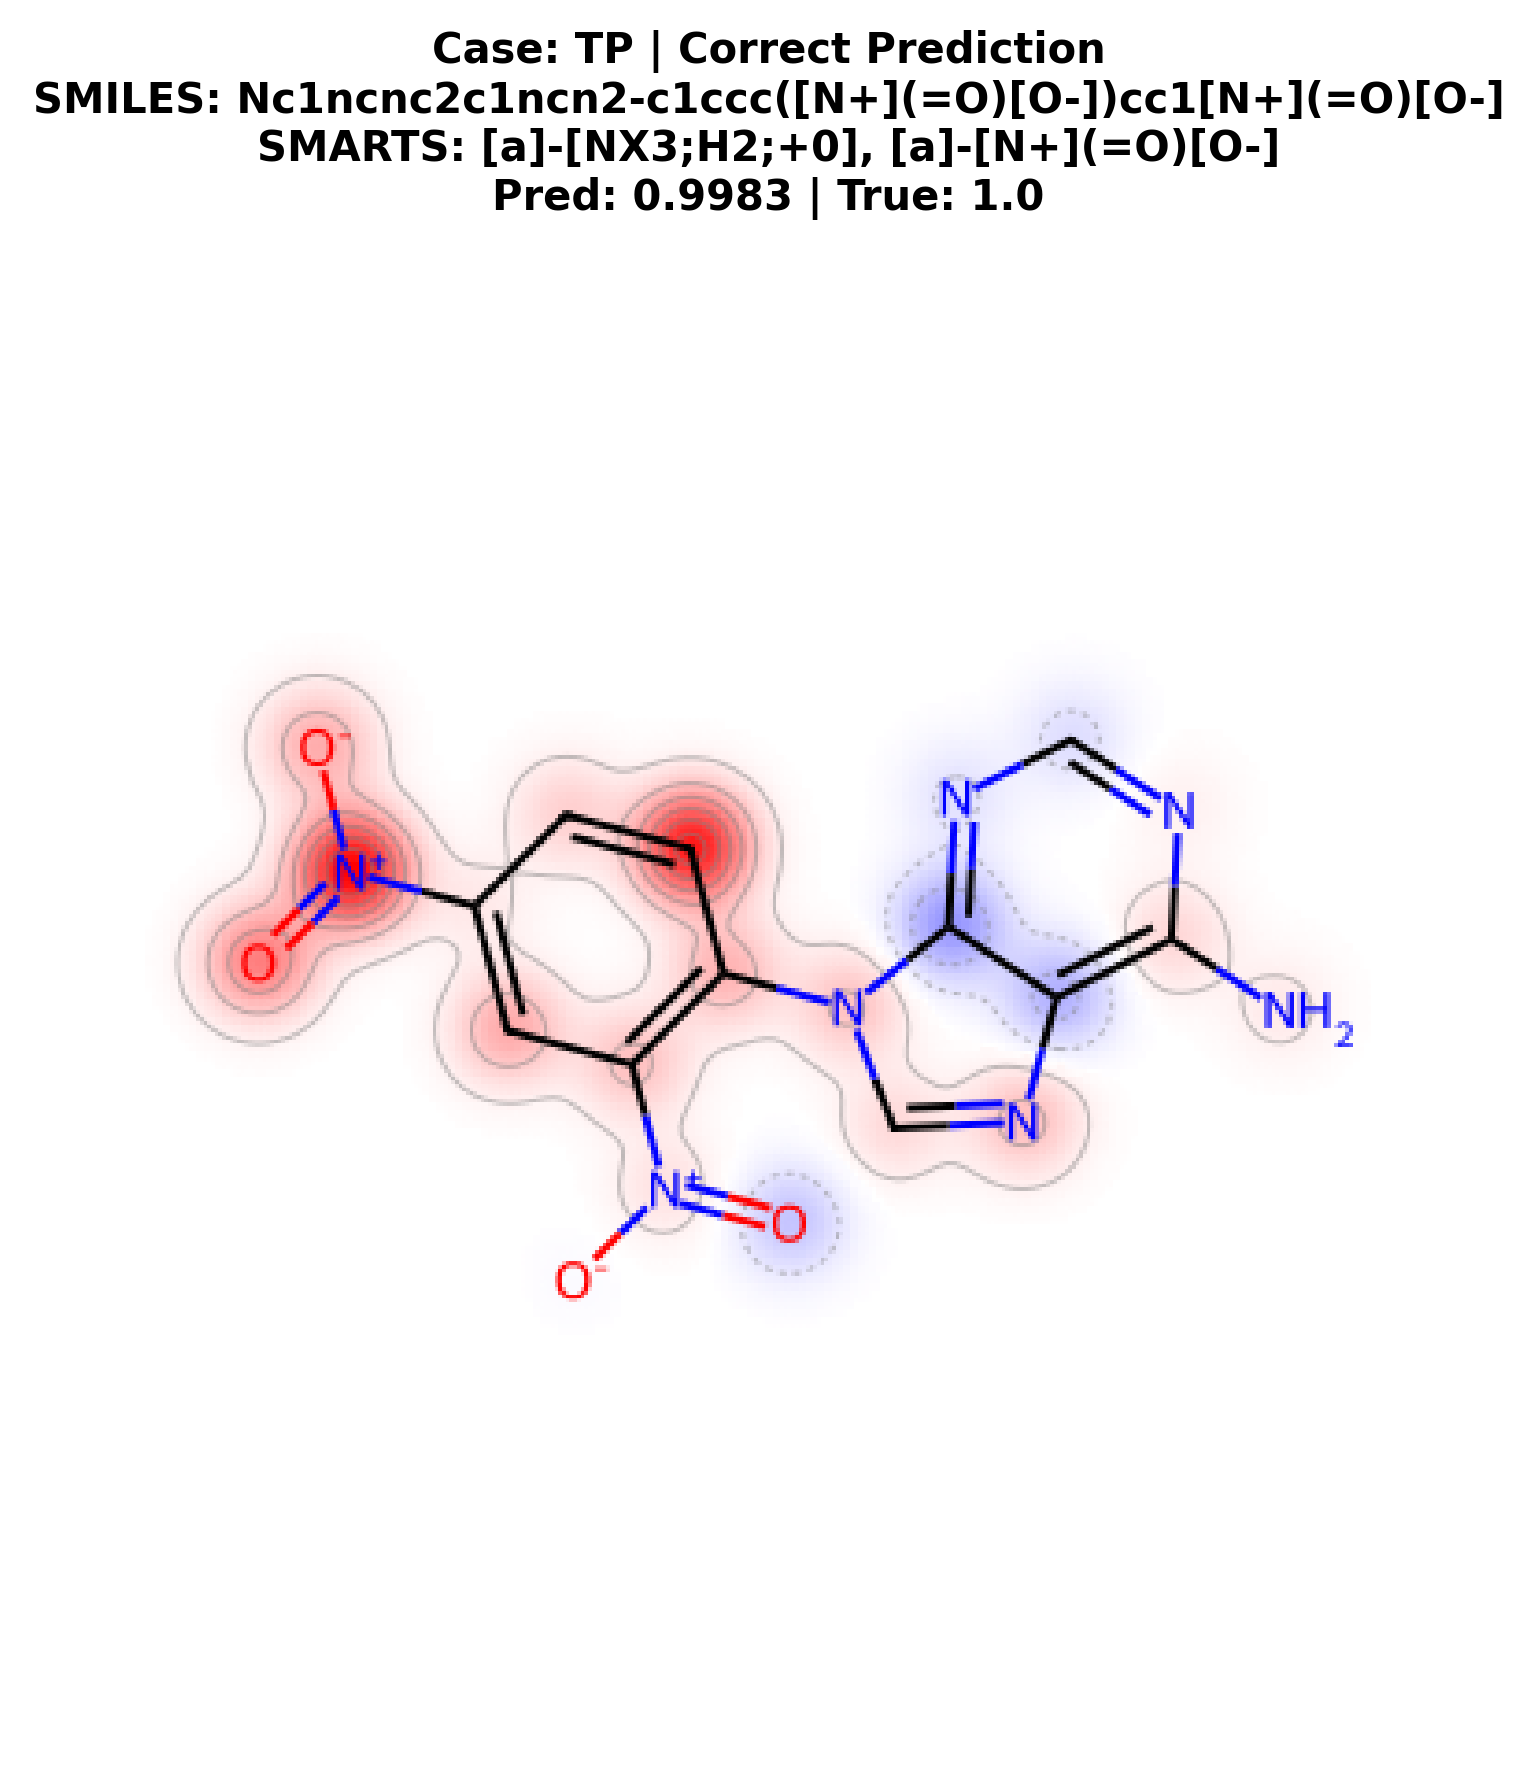 Case: TP | Correct Prediction
SMILES: Nc1ncnc2c1ncn2-c1ccc([N+](=O)[O-])cc1[N+](=O)[O-]
SMARTS: [a]-[NX3;H2;+0], [a]-[N+](=O)[O-]
Pred: 0.9983 | True: 1.0
O-
N
N
N+
O
N
NH2
N
N+
O
O-